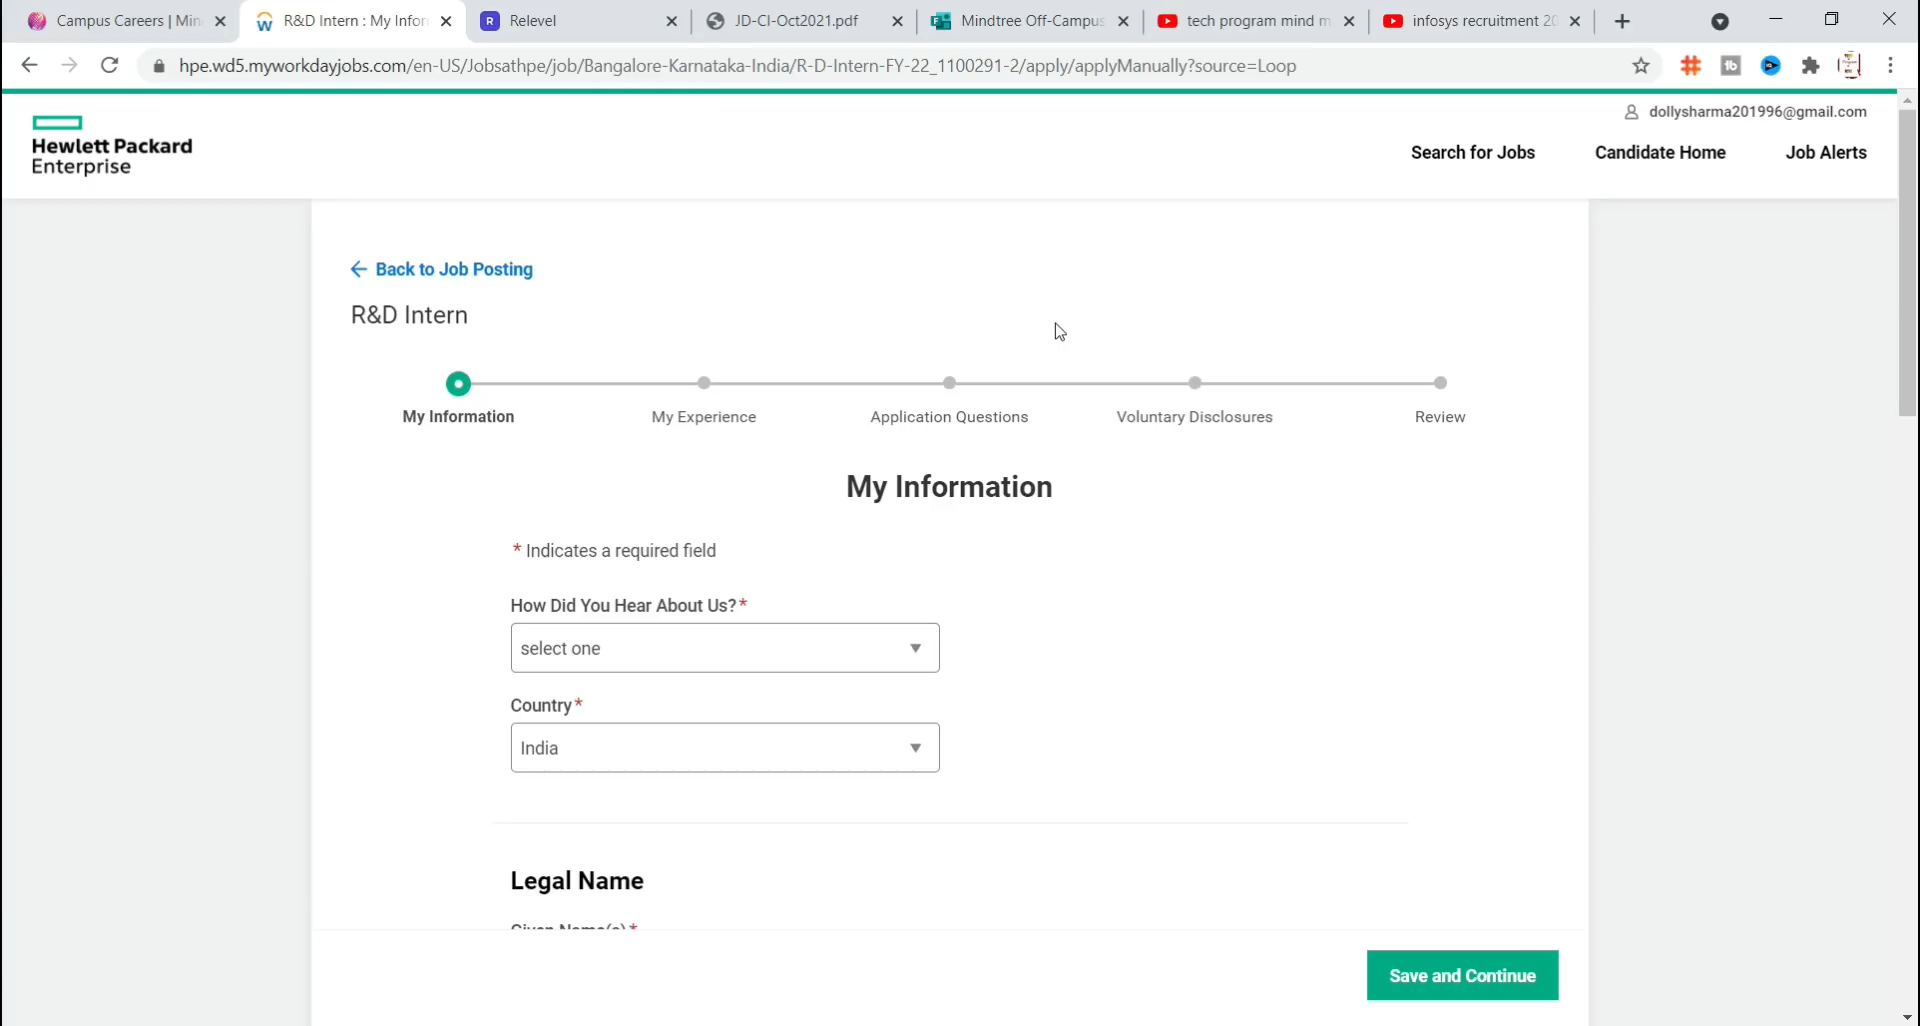 Campus Careers | Min
R&D Intern : My Infor
R Relevel
JD-CI-Oct2021.pdf
Mindtree Off-Campus
tech program mind m
infosys recruitment 20
hpe.wd5.myworkdayjobs.com/en-US/Jobsathpe/job/Bangalore-Karnataka-India/R-D-Intern-FY-22_1100291-2/apply/applyManually?source=Loop
dollysharma201996@gmail.com
Hewlett Packard
Enterprise
Search for Jobs
Candidate Home
Job Alerts
Back to Job Posting
R&D Intern
My Information
My Experience
Application Questions
Voluntary Disclosures
Review
My Information
* Indicates a required field
How Did You Hear About Us?*
select one
Country*
India
Legal Name
Given Name(s)*
Save and Continue